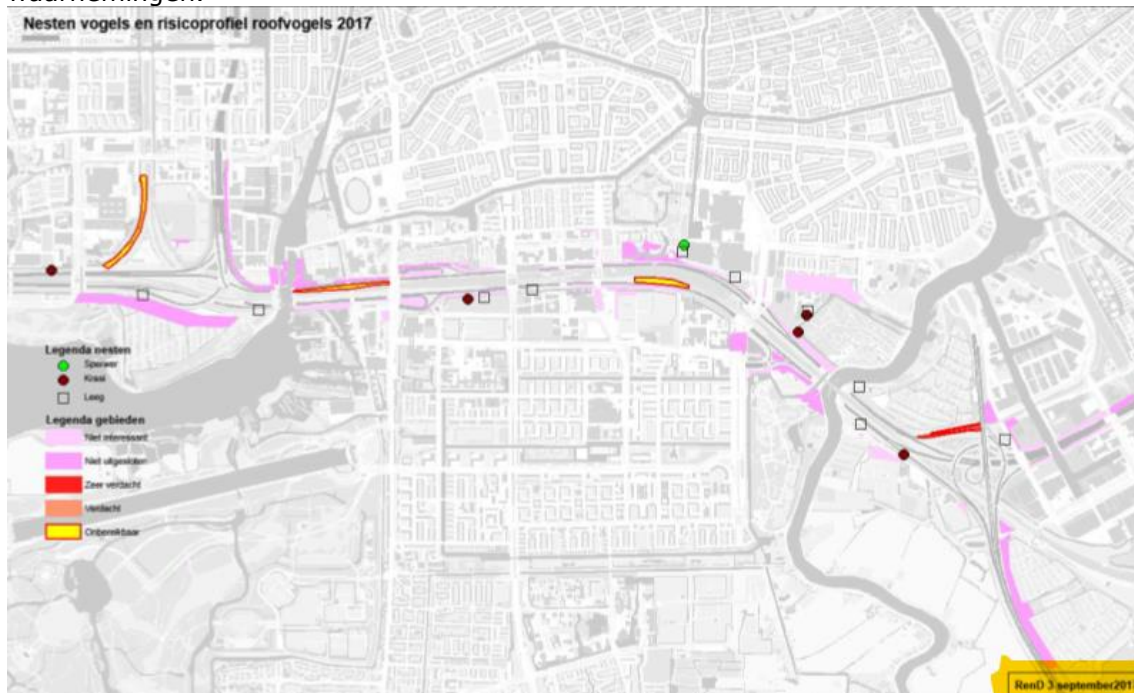 waarnemingen.
Nesten vogels en risicoprofiel roofvogels 2017
Legenda nesten
Sperwer
Kraai
Leeg
Legenda gebieden
Niet interessant
Niet uitgesloten
Zeer verdacht
Verdacht
Onbereikbaar
RenD 3 september201